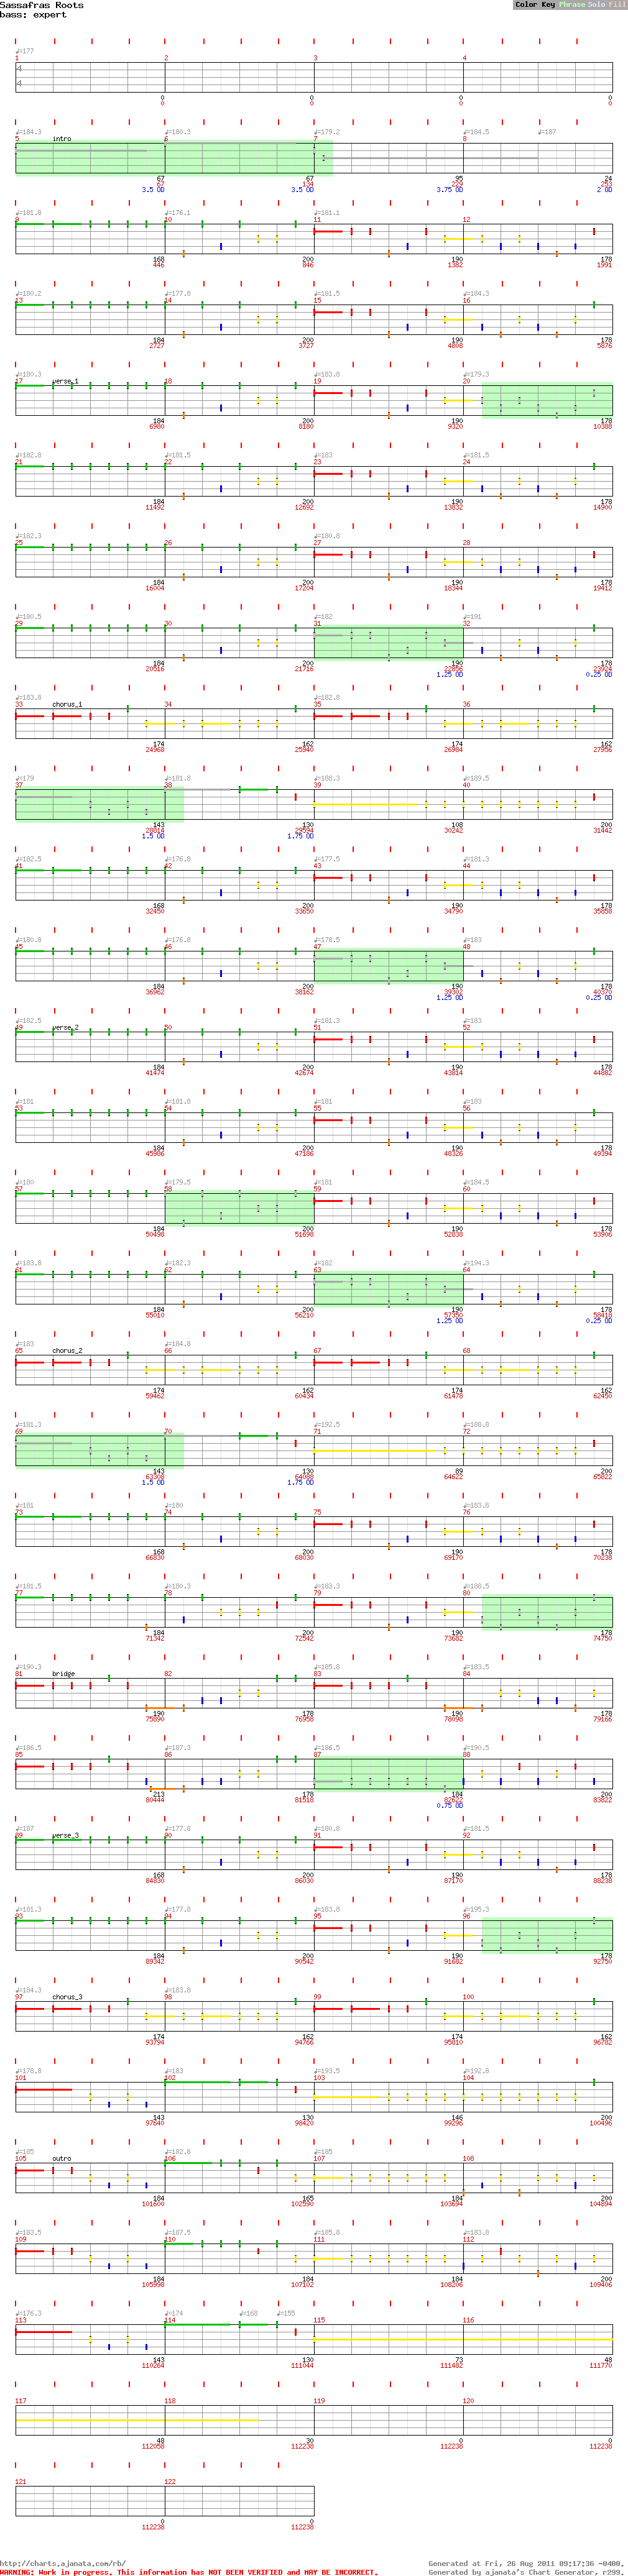 Sassafras Roots
bass: expert
Color Key Phrase Solo Fill
♩=177
1 2 3 4
4
4
0 0 0 0
0 0 0 0
♩=184.3 ♩=180.3 ♩=179.2 ♩=184.5 ♩=187
5 intro 6 7 8
67 67 95 24
67 134 229 253
3.5 OD 3.5 OD 3.75 OD 2 OD
♩=181.8 ♩=176.1 ♩=181.1
9 10 11 12
168 200 190 178
446 846 1382 1991
♩=180.2 ♩=177.8 ♩=181.5 ♩=184.3
13 14 15 16
184 200 190 178
2727 3727 4808 5876
♩=180.3 ♩=183.8 ♩=179.3
17 verse_1 18 19 20
184 200 190 178
6980 8180 9320 10388
♩=182.8 ♩=181.5 ♩=183 ♩=181.5
21 22 23 24
184 200 190 178
11492 12692 13832 14900
♩=182.3 ♩=180.8
25 26 27 28
184 200 190 178
16004 17204 18344 19412
♩=180.5 ♩=182 ♩=191
29 30 31 32
184 200 190 178
20516 21716 22856 23924
1.25 OD 0.25 OD
♩=183.8 ♩=182.8
33 chorus_1 34 35 36
174 162 174 162
24968 25940 26984 27956
♩=179 ♩=181.8 ♩=188.3 ♩=189.5
37 38 39 40
143 130 108 200
28814 29594 30242 31442
1.5 OD 1.75 OD
♩=182.5 ♩=176.8 ♩=177.5 ♩=181.3
41 42 43 44
168 200 190 178
32450 33650 34790 35858
♩=180.8 ♩=176.8 ♩=178.5 ♩=183
45 46 47 48
184 200 190 178
36962 38162 39302 40370
1.25 OD 0.25 OD
♩=182.5 ♩=181.3 ♩=183
49 verse_2 50 51 52
184 200 190 178
41474 42674 43814 44882
♩=181 ♩=181.8 ♩=181 ♩=183
53 54 55 56
184 200 190 178
45986 47186 48326 49394
♩=180 ♩=179.5 ♩=181 ♩=184.5
57 58 59 60
184 200 190 178
50498 51698 52838 53906
♩=183.8 ♩=182.3 ♩=182 ♩=194.3
61 62 63 64
184 200 190 178
55010 56210 57350 58418
1.25 OD 0.25 OD
♩=183 ♩=184.8
65 chorus_2 66 67 68
174 162 174 162
59462 60434 61478 62450
♩=181.3 ♩=192.5 ♩=188.8
69 70 71 72
143 130 89 200
63308 64088 64622 65822
1.5 OD 1.75 OD
♩=181 ♩=180 ♩=183.8
73 74 75 76
168 200 190 178
66830 68030 69170 70238
♩=181.5 ♩=180.3 ♩=183.3 ♩=188.5
77 78 79 80
184 200 190 178
71342 72542 73682 74750
♩=190.3 ♩=185.8 ♩=183.5
81 bridge 82 83 84
190 178 190 178
75890 76958 78098 79166
♩=186.5 ♩=187.3 ♩=186.5 ♩=190.5
85 86 87 88
213 178 184 200
80444 81518 82622 83822
0.75 OD
♩=187 ♩=177.8 ♩=180.8 ♩=181.5
89 verse_3 90 91 92
168 200 190 178
84830 86030 87170 88238
♩=181.3 ♩=177.8 ♩=183.8 ♩=195.3
93 94 95 96
184 200 190 178
89342 90542 91682 92750
♩=184.3 ♩=183.8
97 chorus_3 98 99 100
174 162 174 162
93794 94766 95810 96782
♩=178.8 ♩=183 ♩=193.5 ♩=192.8
101 102 103 104
143 130 146 200
97640 98420 99296 100496
♩=185 ♩=182.8 ♩=185
105 outro 106 107 108
184 165 184 200
101600 102590 103694 104894
♩=183.5 ♩=187.5 ♩=185.8 ♩=183.8
109 110 111 112
184 184 184 200
105998 107102 108206 109406
♩=176.3 ♩=174 ♩=168 ♩=155
113 114 115 116
143 130 73 48
110264 111044 111482 111770
117 118 119 120
48 30 0 0
112058 112238 112238 112238
121 122
0 0
112238 112238
http://charts.ajanata.com/rb/
Generated at Fri, 26 Aug 2011 09:17:36 -0400.
WARNING: Work in progress. This information has NOT BEEN VERIFIED and MAY BE INCORRECT.
Generated by ajanata's Chart Generator, r299.